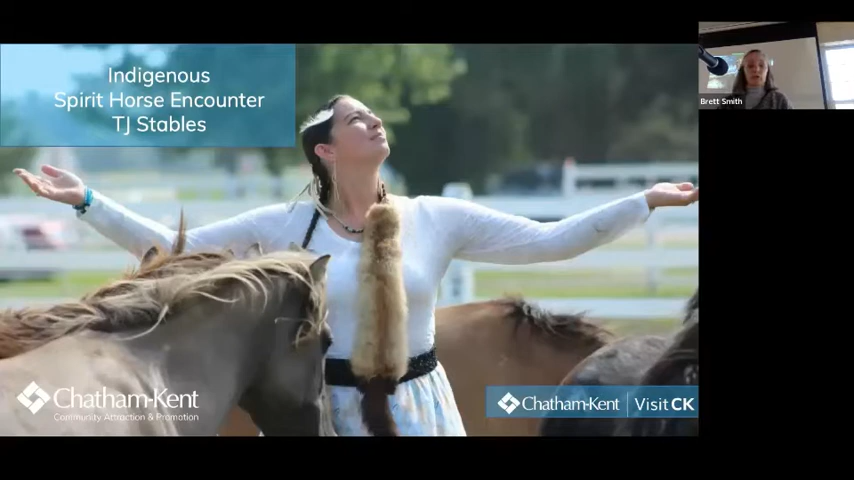 Indigenous
Spirit Horse Encounter
TJ Stables
Brett Smith
Chatham-Kent
Community Attraction & Promotion
Chatham-Kent | Visit CK